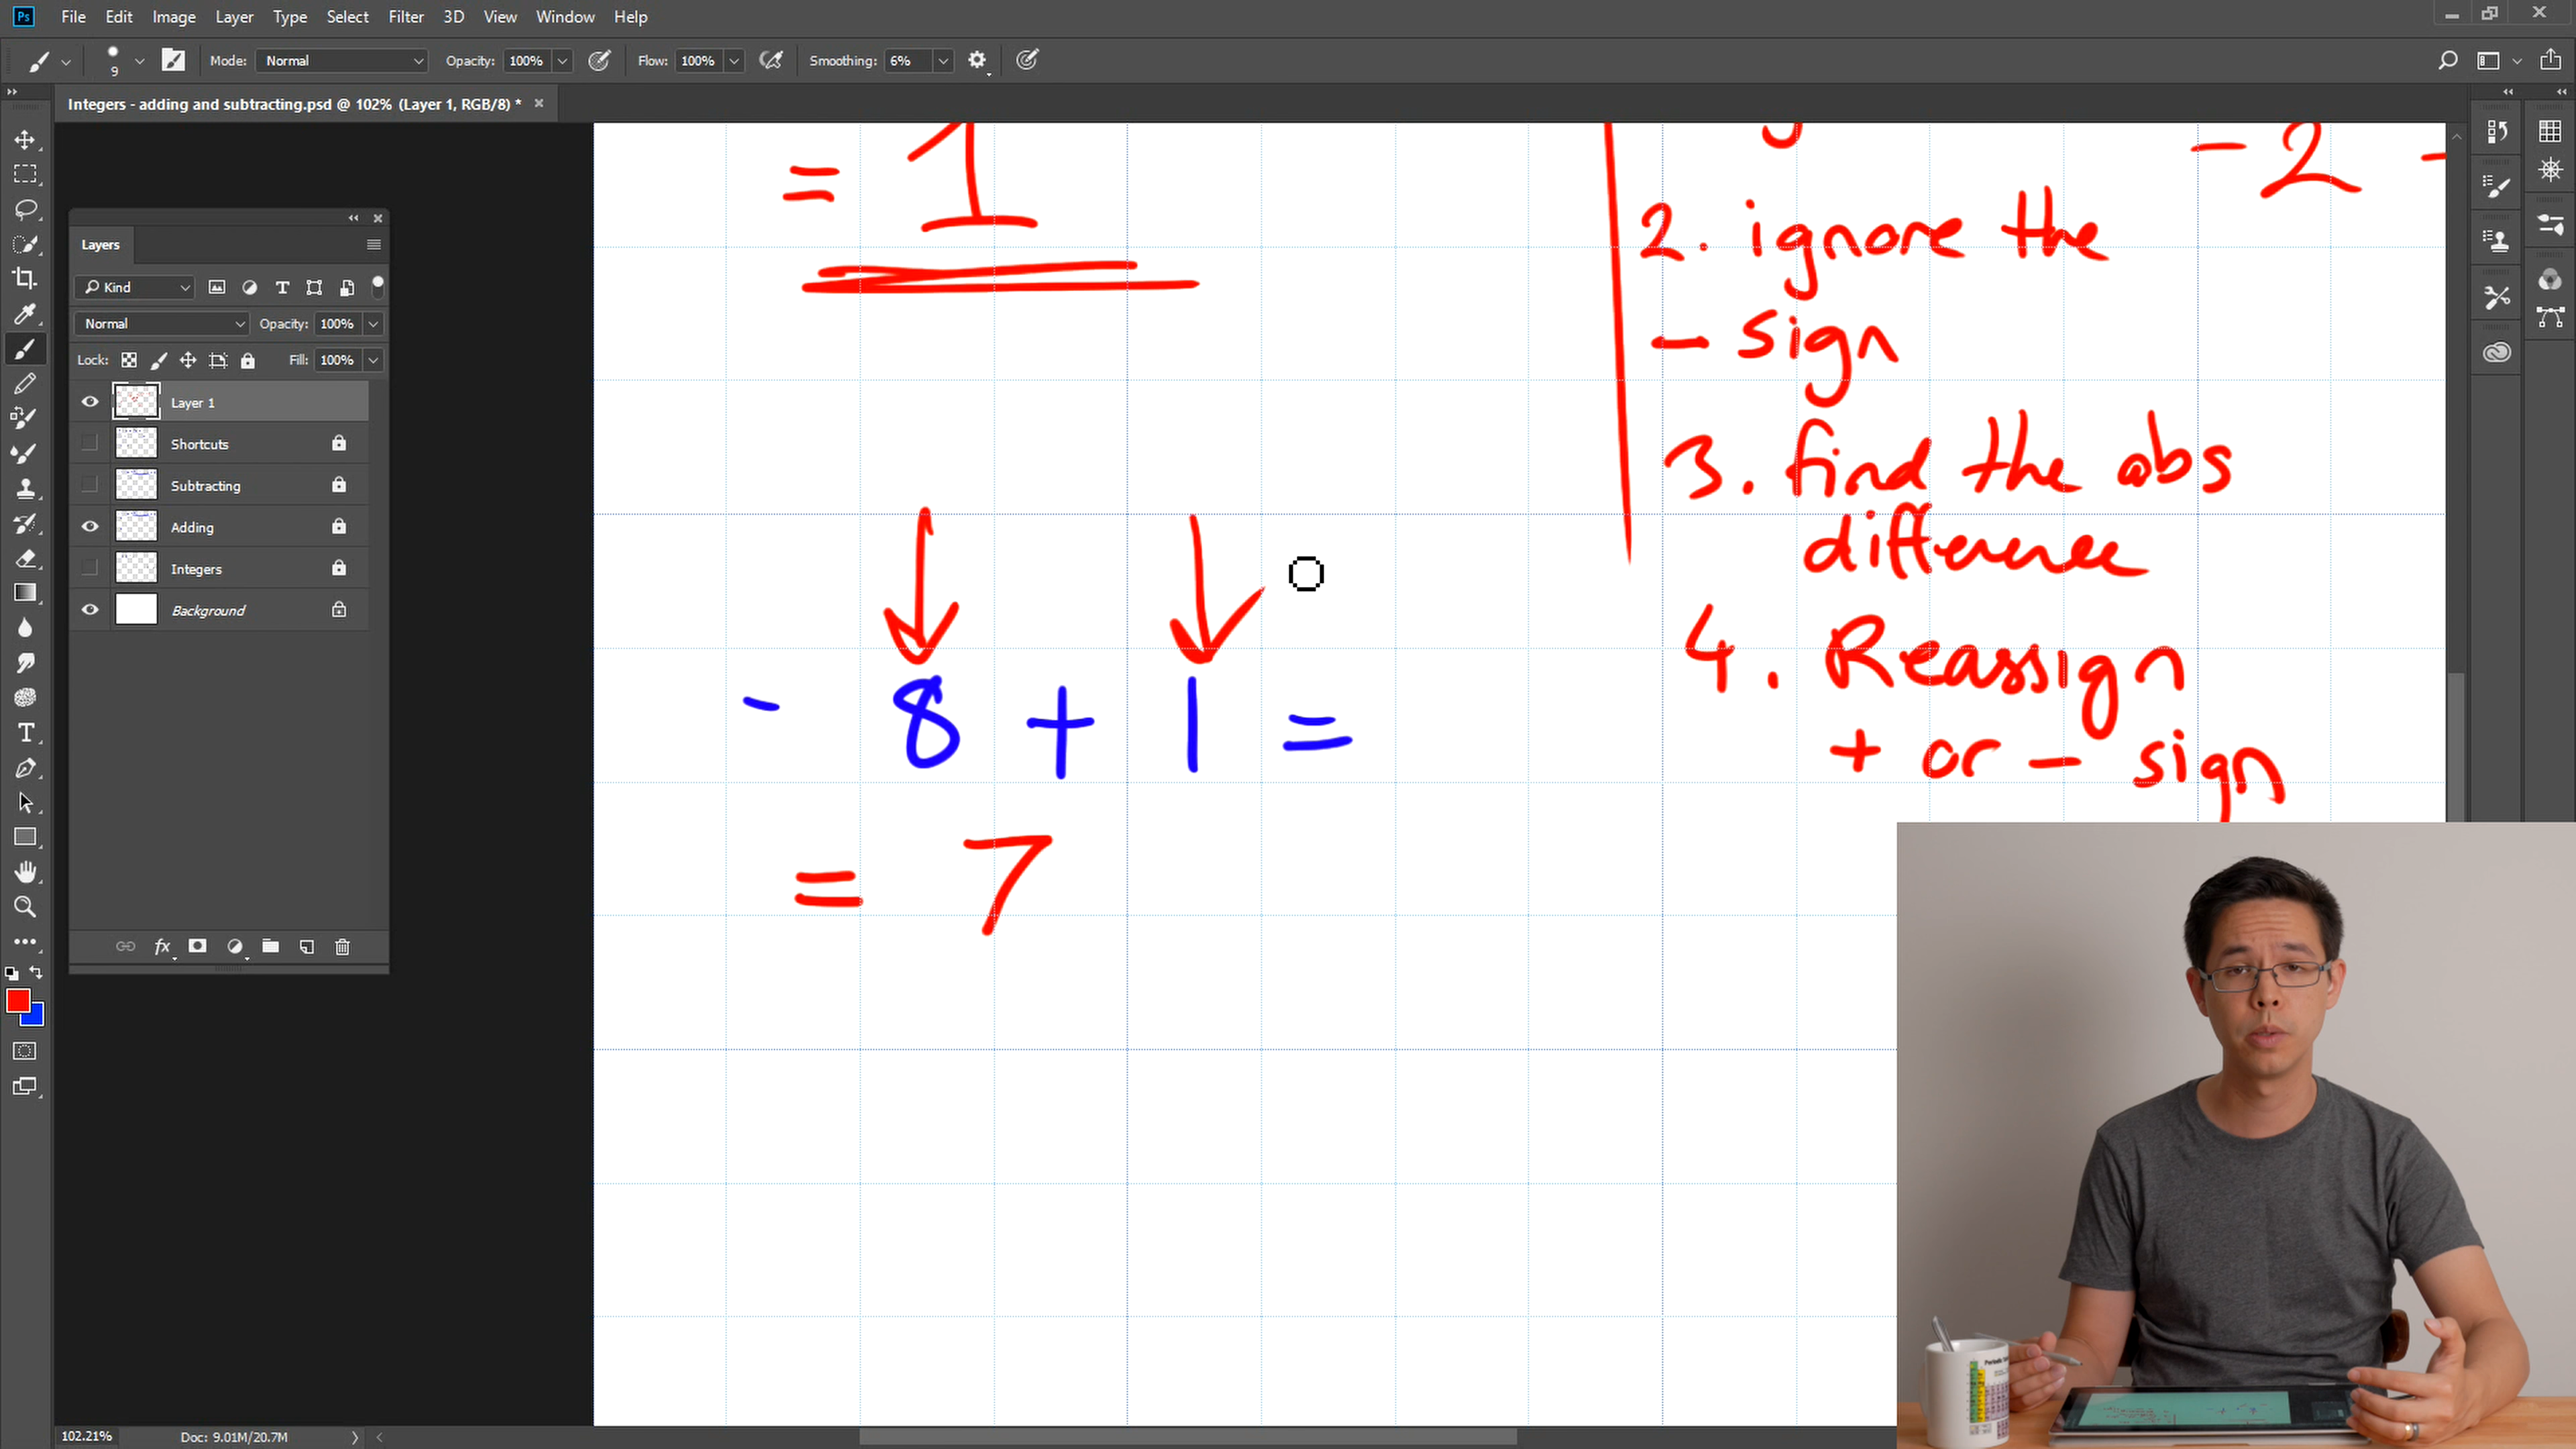 Ps File Edit Image Layer Type Select Filter 3D View Window Help
9 Mode: Normal Opacity: 100% Flow: 100% Smoothing: 6%
Integers - adding and subtracting.psd @ 102% (Layer 1, RGB/8) * ×
Layers
Kind
Normal Opacity: 100%
Lock: Fill: 100%
Layer 1
Shortcuts
Subtracting
Adding
Integers
Background
fx
= 1
- 8 + 1 =
= 7
- 2 -
2. ignore the
- sign
3. find the abs
difference
4. Reassign
+ or - sign
102.21% Doc: 9.01M/20.7M